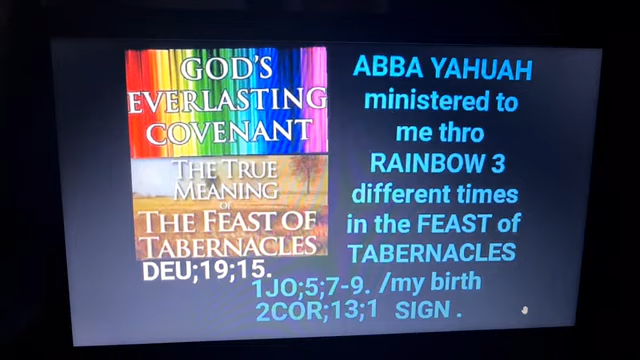 GOD'S
EVERLASTING
COVENANT
THE TRUE
MEANING
OF
THE FEAST OF
TABERNACLES
DEU;19;15.
ABBA YAHUAH
ministered to
me thro
RAINBOW 3
different times
in the FEAST of
TABERNACLES
1JO;5;7-9. /my birth
2COR;13;1 SIGN .